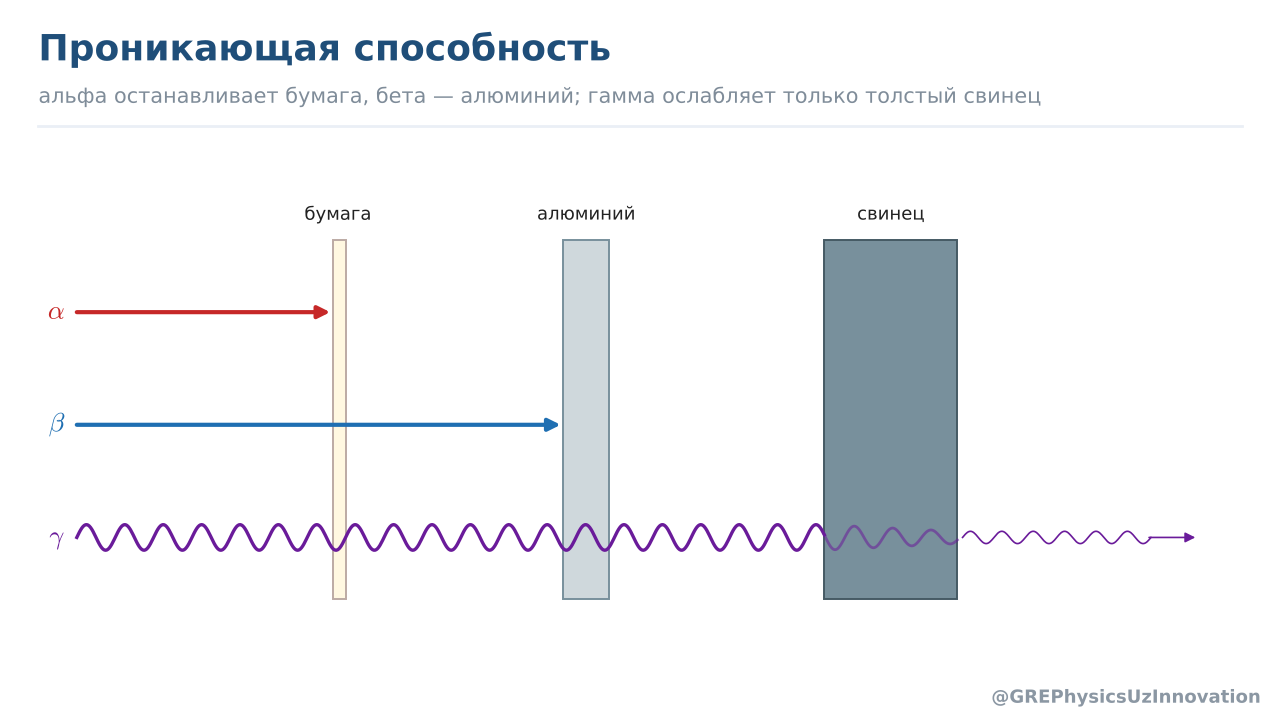 Проникающая способность
альфа останавливает бумага, бета — алюминий; гамма ослабляет только толстый свинец
бумага
алюминий
свинец
α
β
γ
@GREPhysicsUzInnovation